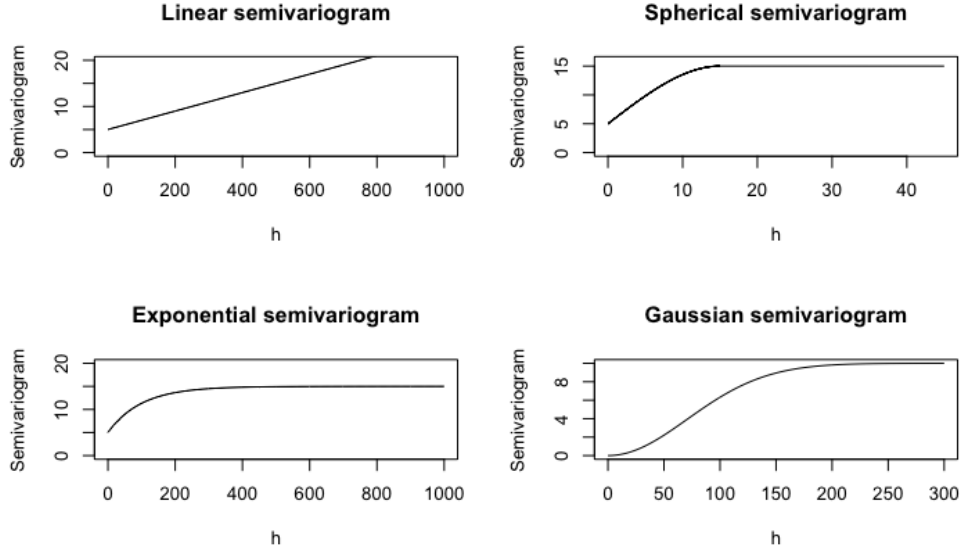 Linear semivariogram
Semivariogram
20
10
0
0 200 400 600 800 1000
h
Spherical semivariogram
Semivariogram
15
5
0
0 10 20 30 40
h
Exponential semivariogram
Semivariogram
20
10
0
0 200 400 600 800 1000
h
Gaussian semivariogram
Semivariogram
8
4
0
0 50 100 150 200 250 300
h